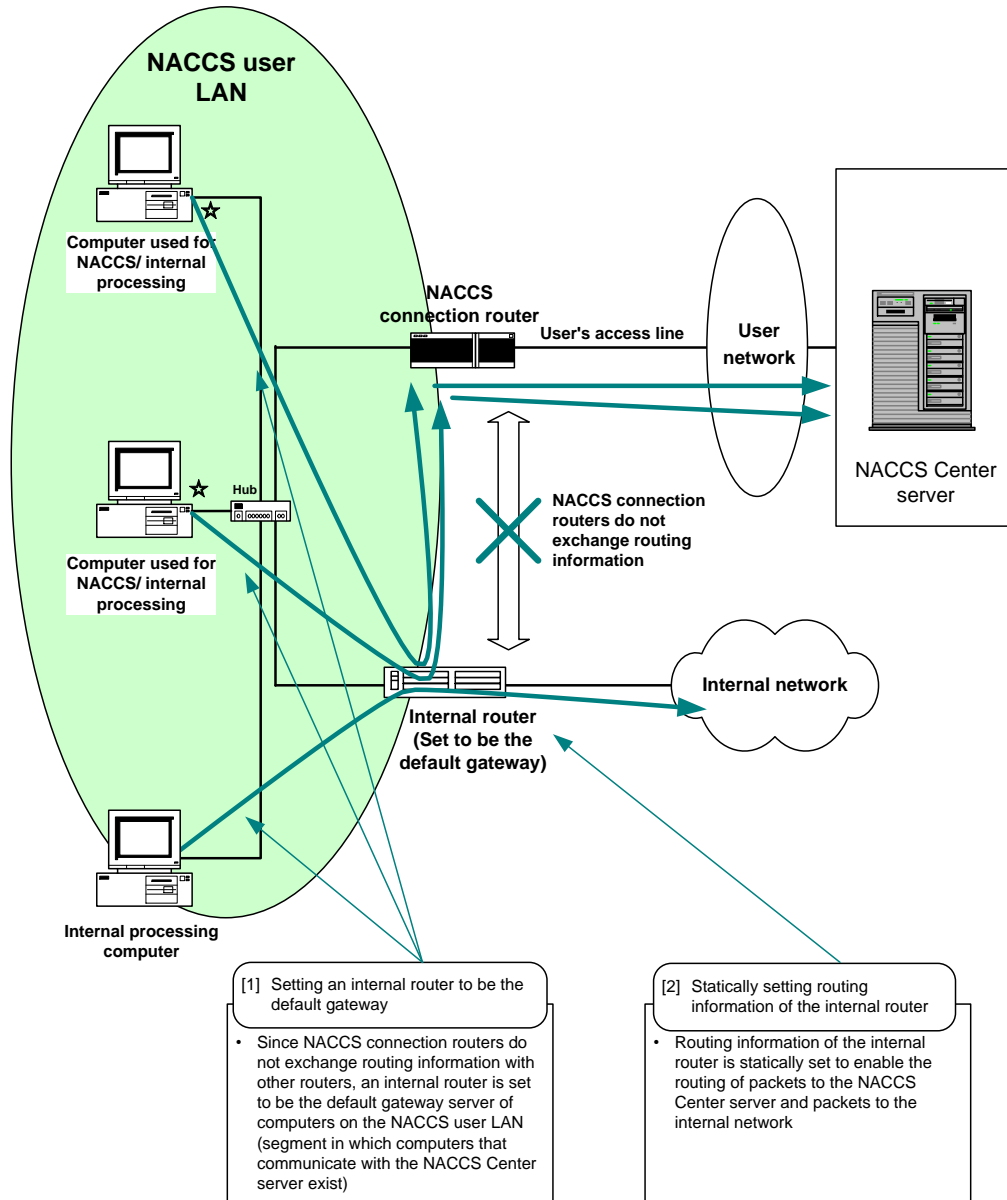 NACCS user
LAN
☆
Computer used for
NACCS/ internal
processing
NACCS
connection router
User's access line
User
network
NACCS Center
server
☆
Hub
Computer used for
NACCS/ internal
processing
NACCS connection
routers do not
exchange routing
information
Internal network
Internal router
(Set to be the
default gateway)
Internal processing
computer
[1] Setting an internal router to be the
default gateway
• Since NACCS connection routers do
not exchange routing information with
other routers, an internal router is set
to be the default gateway server of
computers on the NACCS user LAN
(segment in which computers that
communicate with the NACCS Center
server exist)
[2] Statically setting routing
information of the internal router
• Routing information of the internal
router is statically set to enable the
routing of packets to the NACCS
Center server and packets to the
internal network